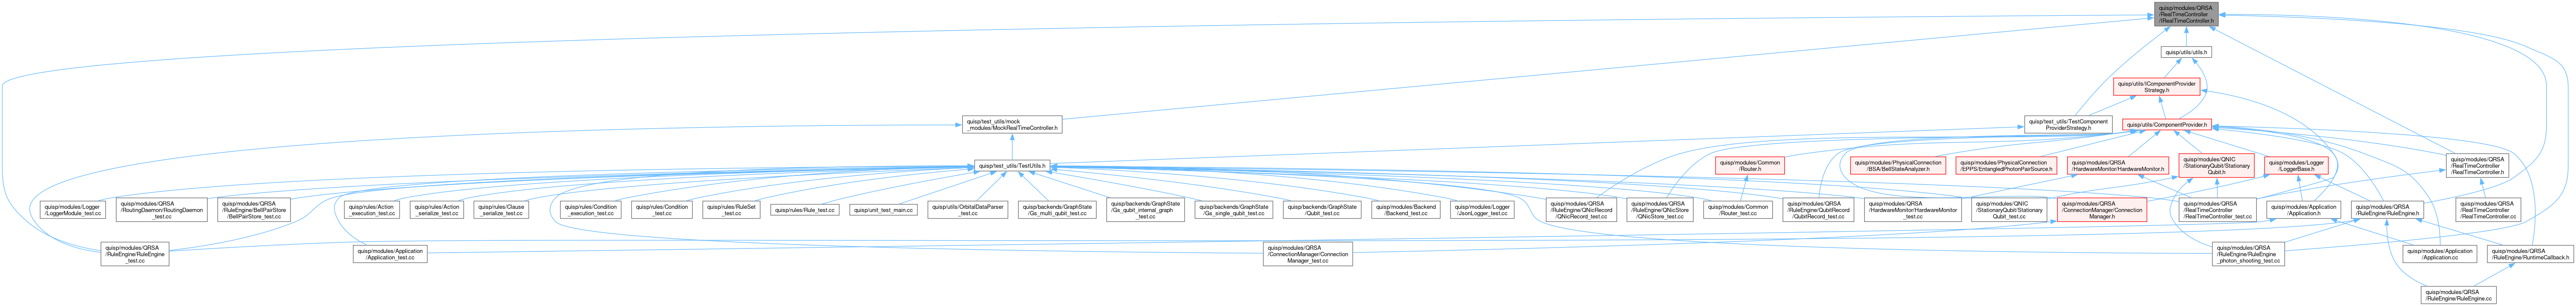 quisp/modules/QRSA
/RealTimeController
/IRealTimeController.h
quisp/utils/utils.h
quisp/utils/IComponentProvider
Strategy.h
quisp/test_utils/mock
_modules/MockRealTimeController.h
quisp/test_utils/TestComponent
ProviderStrategy.h
quisp/utils/ComponentProvider.h
quisp/test_utils/TestUtils.h
quisp/modules/Common
/Router.h
quisp/modules/PhysicalConnection
/BSA/BellStateAnalyzer.h
quisp/modules/PhysicalConnection
/EPPS/EntangledPhotonPairSource.h
quisp/modules/QRSA
/HardwareMonitor/HardwareMonitor.h
quisp/modules/QNIC
/StationaryQubit/Stationary
Qubit.h
quisp/modules/Logger
/LoggerBase.h
quisp/modules/QRSA
/RealTimeController
/RealTimeController.h
quisp/modules/Logger
/LoggerModule_test.cc
quisp/modules/QRSA
/RoutingDaemon/RoutingDaemon
_test.cc
quisp/modules/QRSA
/RuleEngine/BellPairStore
/BellPairStore_test.cc
quisp/rules/Action
_execution_test.cc
quisp/rules/Action
_serialize_test.cc
quisp/rules/Clause
_serialize_test.cc
quisp/rules/Condition
_execution_test.cc
quisp/rules/Condition
_test.cc
quisp/rules/RuleSet
_test.cc
quisp/rules/Rule_test.cc
quisp/unit_test_main.cc
quisp/utils/OrbitalDataParser
_test.cc
quisp/backends/GraphState
/Gs_multi_qubit_test.cc
quisp/backends/GraphState
/Gs_qubit_internal_graph
_test.cc
quisp/backends/GraphState
/Gs_single_qubit_test.cc
quisp/backends/GraphState
/Qubit_test.cc
quisp/modules/Backend
/Backend_test.cc
quisp/modules/Logger
/JsonLogger_test.cc
quisp/modules/QRSA
/RuleEngine/QNicRecord
/QNicRecord_test.cc
quisp/modules/QRSA
/RuleEngine/QNicStore
/QNicStore_test.cc
quisp/modules/Common
/Router_test.cc
quisp/modules/QRSA
/RuleEngine/QubitRecord
/QubitRecord_test.cc
quisp/modules/QRSA
/HardwareMonitor/HardwareMonitor
_test.cc
quisp/modules/QNIC
/StationaryQubit/Stationary
Qubit_test.cc
quisp/modules/QRSA
/ConnectionManager/Connection
Manager.h
quisp/modules/QRSA
/RealTimeController
/RealTimeController_test.cc
quisp/modules/Application
/Application.h
quisp/modules/QRSA
/RuleEngine/RuleEngine.h
quisp/modules/QRSA
/RealTimeController
/RealTimeController.cc
quisp/modules/QRSA
/RuleEngine/RuleEngine
_test.cc
quisp/modules/Application
/Application_test.cc
quisp/modules/QRSA
/ConnectionManager/Connection
Manager_test.cc
quisp/modules/QRSA
/RuleEngine/RuleEngine
_photon_shooting_test.cc
quisp/modules/Application
/Application.cc
quisp/modules/QRSA
/RuleEngine/RuntimeCallback.h
quisp/modules/QRSA
/RuleEngine/RuleEngine.cc